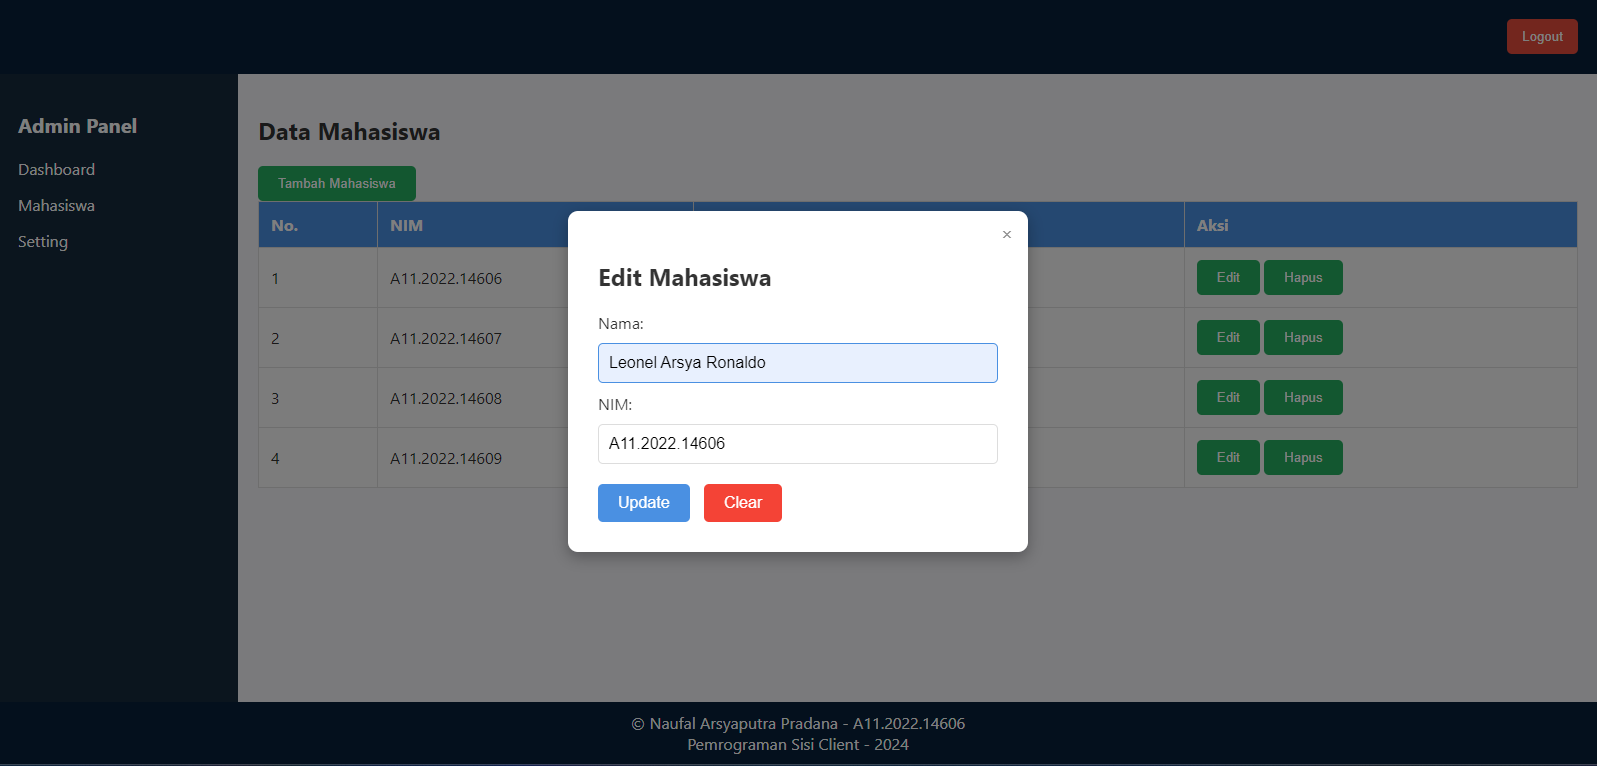 Logout
Admin Panel
Dashboard
Mahasiswa
Setting
Data Mahasiswa
Tambah Mahasiswa
No. NIM Aksi
1 A11.2022.14606 Edit Hapus
2 A11.2022.14607 Edit Hapus
3 A11.2022.14608 Edit Hapus
4 A11.2022.14609 Edit Hapus
×
Edit Mahasiswa
Nama:
Leonel Arsya Ronaldo
NIM:
A11.2022.14606
Update Clear
© Naufal Arsyaputra Pradana - A11.2022.14606
Pemrograman Sisi Client - 2024